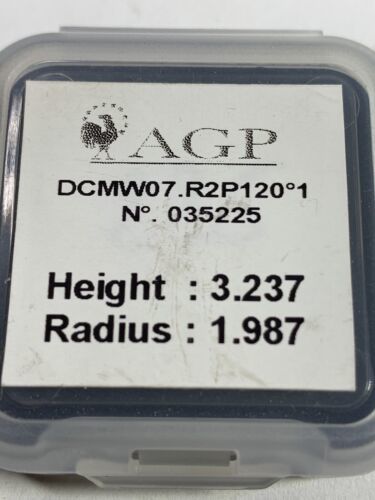 AGP
DCMW07.R2P120°1
N°. 035225
Height : 3.237
Radius : 1.987